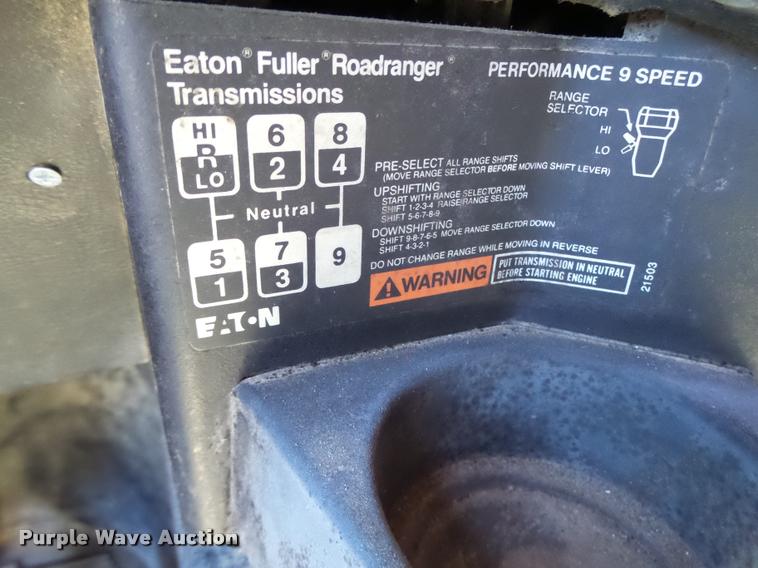 Eaton® Fuller® Roadranger®
Transmissions
PERFORMANCE 9 SPEED
RANGE
SELECTOR
HI
LO
HI
R
LO
6
2
8
4
Neutral
5
1
7
3
9
PRE-SELECT ALL RANGE SHIFTS
(MOVE RANGE SELECTOR BEFORE MOVING SHIFT LEVER)
UPSHIFTING
START WITH RANGE SELECTOR DOWN
SHIFT 1-2-3-4 RAISE RANGE SELECTOR
SHIFT 5-6-7-8-9
DOWNSHIFTING
SHIFT 9-8-7-6-5 MOVE RANGE SELECTOR DOWN
SHIFT 4-3-2-1
DO NOT CHANGE RANGE WHILE MOVING IN REVERSE
WARNING
PUT TRANSMISSION IN NEUTRAL
BEFORE STARTING ENGINE
21503
EATON
Purple Wave Auction®